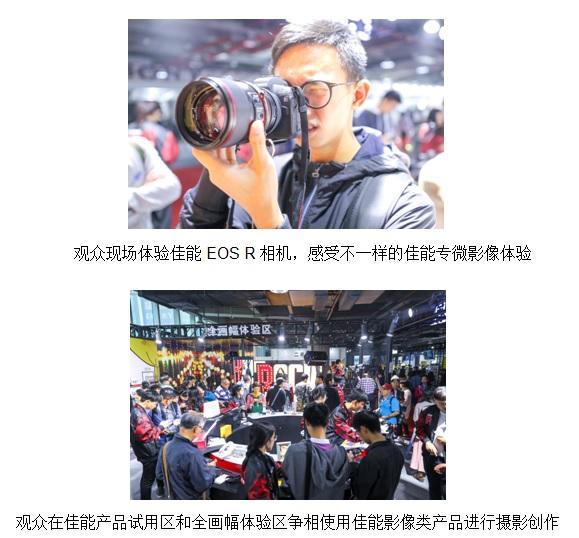 观众现场体验佳能 EOS R 相机，感受不一样的佳能专微影像体验
全画幅体验区
观众在佳能产品试用区和全画幅体验区争相使用佳能影像类产品进行摄影创作